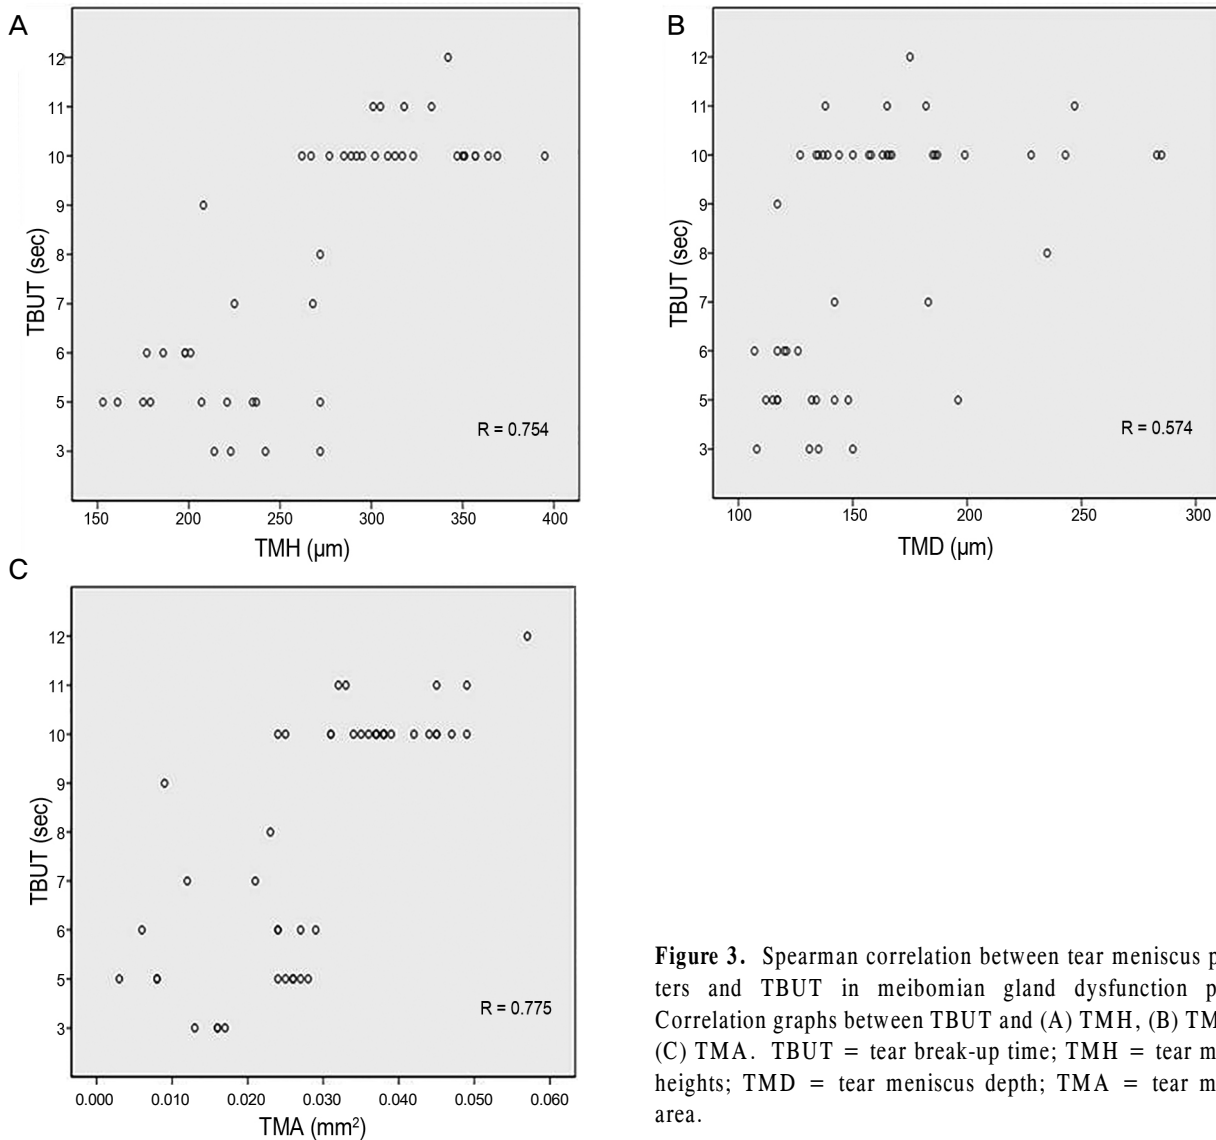 A
12
11
10
9
8
7
6
5
3
TBUT (sec)
R = 0.754
150 200 250 300 350 400
TMH (µm)
B
12
11
10
9
8
7
6
5
3
TBUT (sec)
R = 0.574
100 150 200 250 300
TMD (µm)
C
12
11
10
9
8
7
6
5
3
TBUT (sec)
R = 0.775
0.000 0.010 0.020 0.030 0.040 0.050 0.060
TMA (mm²)
Figure 3. Spearman correlation between tear meniscus p
ters and TBUT in meibomian gland dysfunction p
Correlation graphs between TBUT and (A) TMH, (B) TM
(C) TMA. TBUT = tear break-up time; TMH = tear m
heights; TMD = tear meniscus depth; TMA = tear m
area.